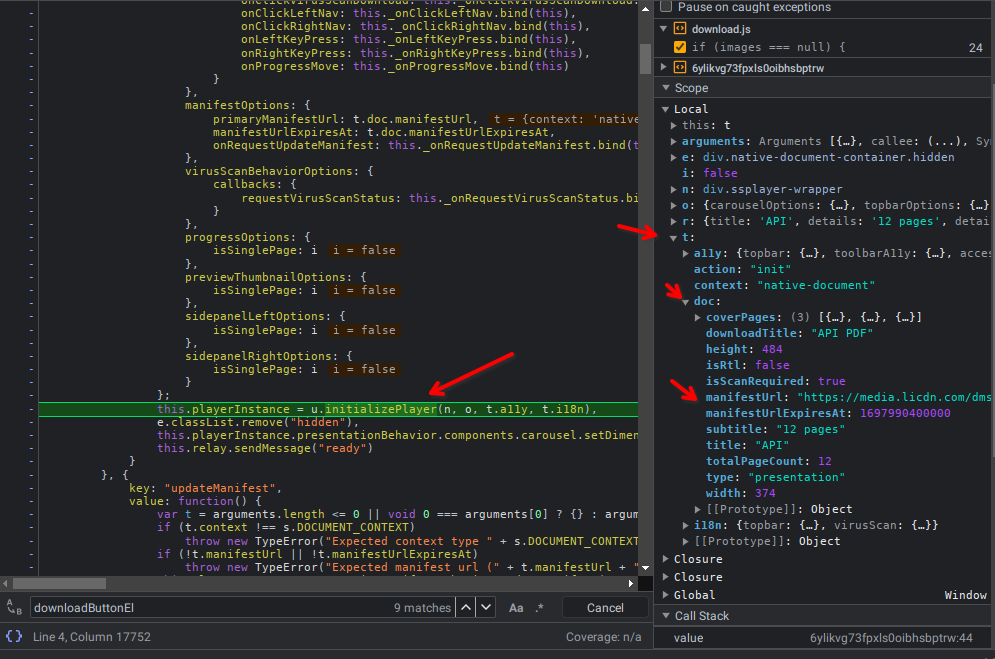 onClickLeftNav: this._onClickLeftNav.bind(this),
onClickRightNav: this._onClickRightNav.bind(this),
onLeftKeyPress: this._onLeftKeyPress.bind(this),
onRightKeyPress: this._onRightKeyPress.bind(this),
onProgressMove: this._onProgressMove.bind(this)
}
},
manifestOptions: {
primaryManifestUrl: t.doc.manifestUrl, t = {context: 'native
manifestUrlExpiresAt: t.doc.manifestUrlExpiresAt,
onRequestUpdateManifest: this._onRequestUpdateManifest.bind(t
},
virusScanBehaviorOptions: {
callbacks: {
requestVirusScanStatus: this._onRequestVirusScanStatus.bi
}
},
progressOptions: {
isSinglePage: i i = false
},
previewThumbnailOptions: {
isSinglePage: i i = false
},
sidepanelLeftOptions: {
isSinglePage: i i = false
},
sidepanelRightOptions: {
isSinglePage: i i = false
}
};
this.playerInstance = u.initializePlayer(n, o, t.a11y, t.i18n),
e.classList.remove("hidden"),
this.playerInstance.presentationBehavior.components.carousel.setDimen
this.relay.sendMessage("ready")
}
}, {
key: "updateManifest",
value: function() {
var t = arguments.length <= 0 || void 0 === arguments[0] ? {} : argum
if (t.context !== s.DOCUMENT_CONTEXT)
throw new TypeError("Expected context type " + s.DOCUMENT_CONTEXT
if (!t.manifestUrl || !t.manifestUrlExpiresAt)
throw new TypeError("Expected manifest url (" + t.manifestUrl + "
downloadButtonEl
9 matches
Aa .*
Cancel
{} Line 4, Column 17752
Coverage: n/a
Pause on caught exceptions
download.js
if (images === null) { 24
6ylikvg73fpxls0oibhsbptrw
Scope
Local
this: t
arguments: Arguments [{…}, callee: (...), Sy
e: div.native-document-container.hidden
i: false
n: div.ssplayer-wrapper
o: {carouselOptions: {…}, topbarOptions: {…}
r: {title: 'API', details: '12 pages', detai
t:
a11y: {topbar: {…}, toolbarA11y: {…}, acces
action: "init"
context: "native-document"
doc:
coverPages: (3) [{…}, {…}, {…}]
downloadTitle: "API PDF"
height: 484
isRtl: false
isScanRequired: true
manifestUrl: "https://media.licdn.com/dms
manifestUrlExpiresAt: 1697990400000
subtitle: "12 pages"
title: "API"
totalPageCount: 12
type: "presentation"
width: 374
[[Prototype]]: Object
i18n: {topbar: {…}, virusScan: {…}}
[[Prototype]]: Object
Closure
Closure
Global Window
Call Stack
value 6ylikvg73fpxls0oibhsbptrw:44